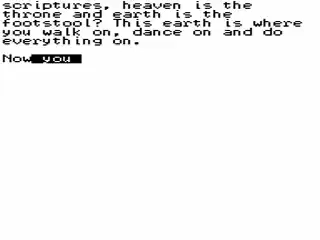 scriptures, heaven is the
throne and earth is the
footstool? This earth is where
you walk on, dance on and do
everything on.
Now you